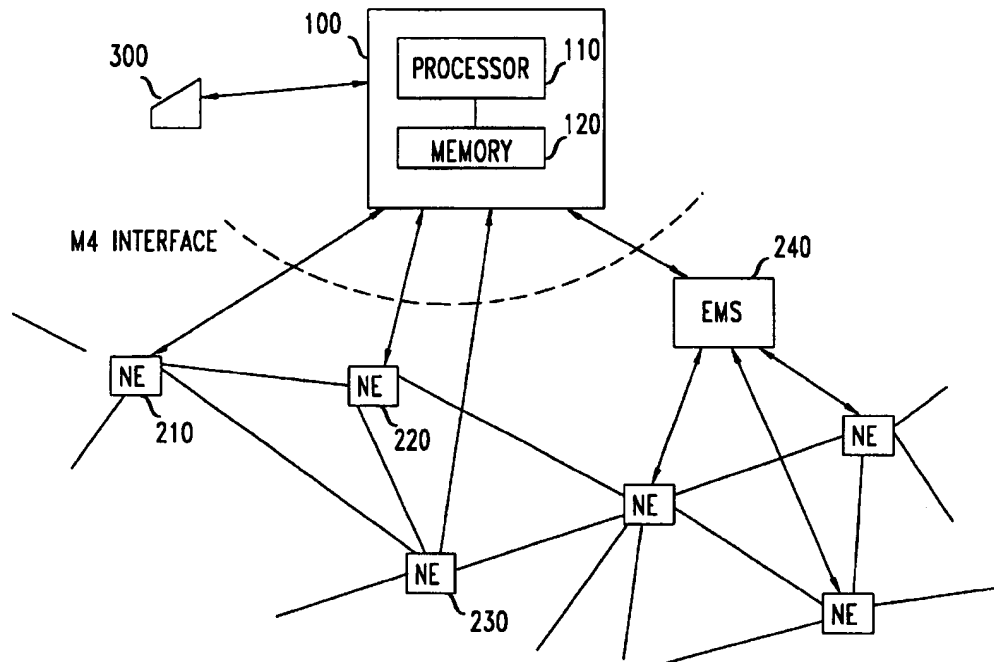 100
PROCESSOR
110
300
120
MEMORY
M4 INTERFACE
240
EMS
NE
210
NE
220
NE
NE
NE
230
NE